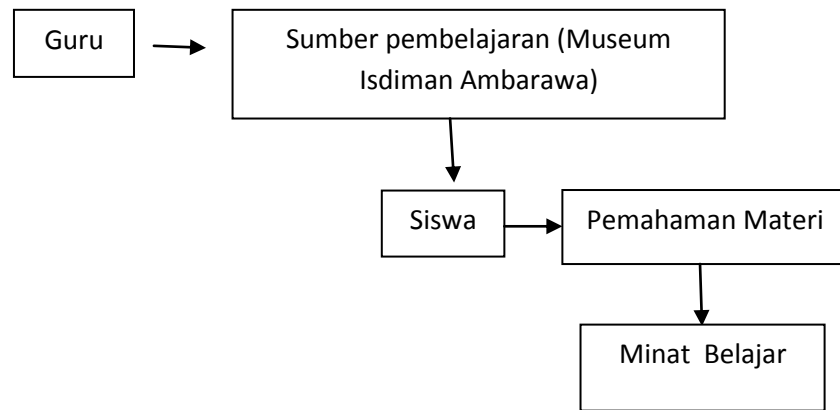 Guru
Sumber pembelajaran (Museum
Isdiman Ambarawa)
Siswa
Pemahaman Materi
Minat Belajar